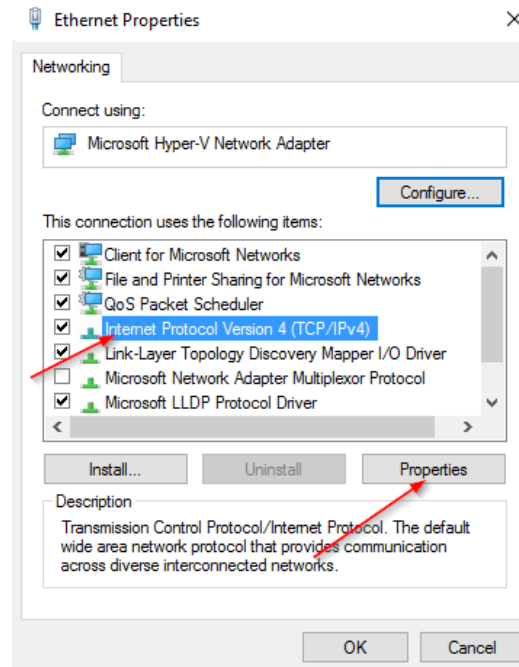 Ethernet Properties
Networking
Connect using:
Microsoft Hyper-V Network Adapter
Configure...
This connection uses the following items:
Client for Microsoft Networks
File and Printer Sharing for Microsoft Networks
QoS Packet Scheduler
Internet Protocol Version 4 (TCP/IPv4)
Link-Layer Topology Discovery Mapper I/O Driver
Microsoft Network Adapter Multiplexor Protocol
Microsoft LLDP Protocol Driver
Install... Uninstall Properties
Description
Transmission Control Protocol/Internet Protocol. The default
wide area network protocol that provides communication
across diverse interconnected networks.
OK Cancel